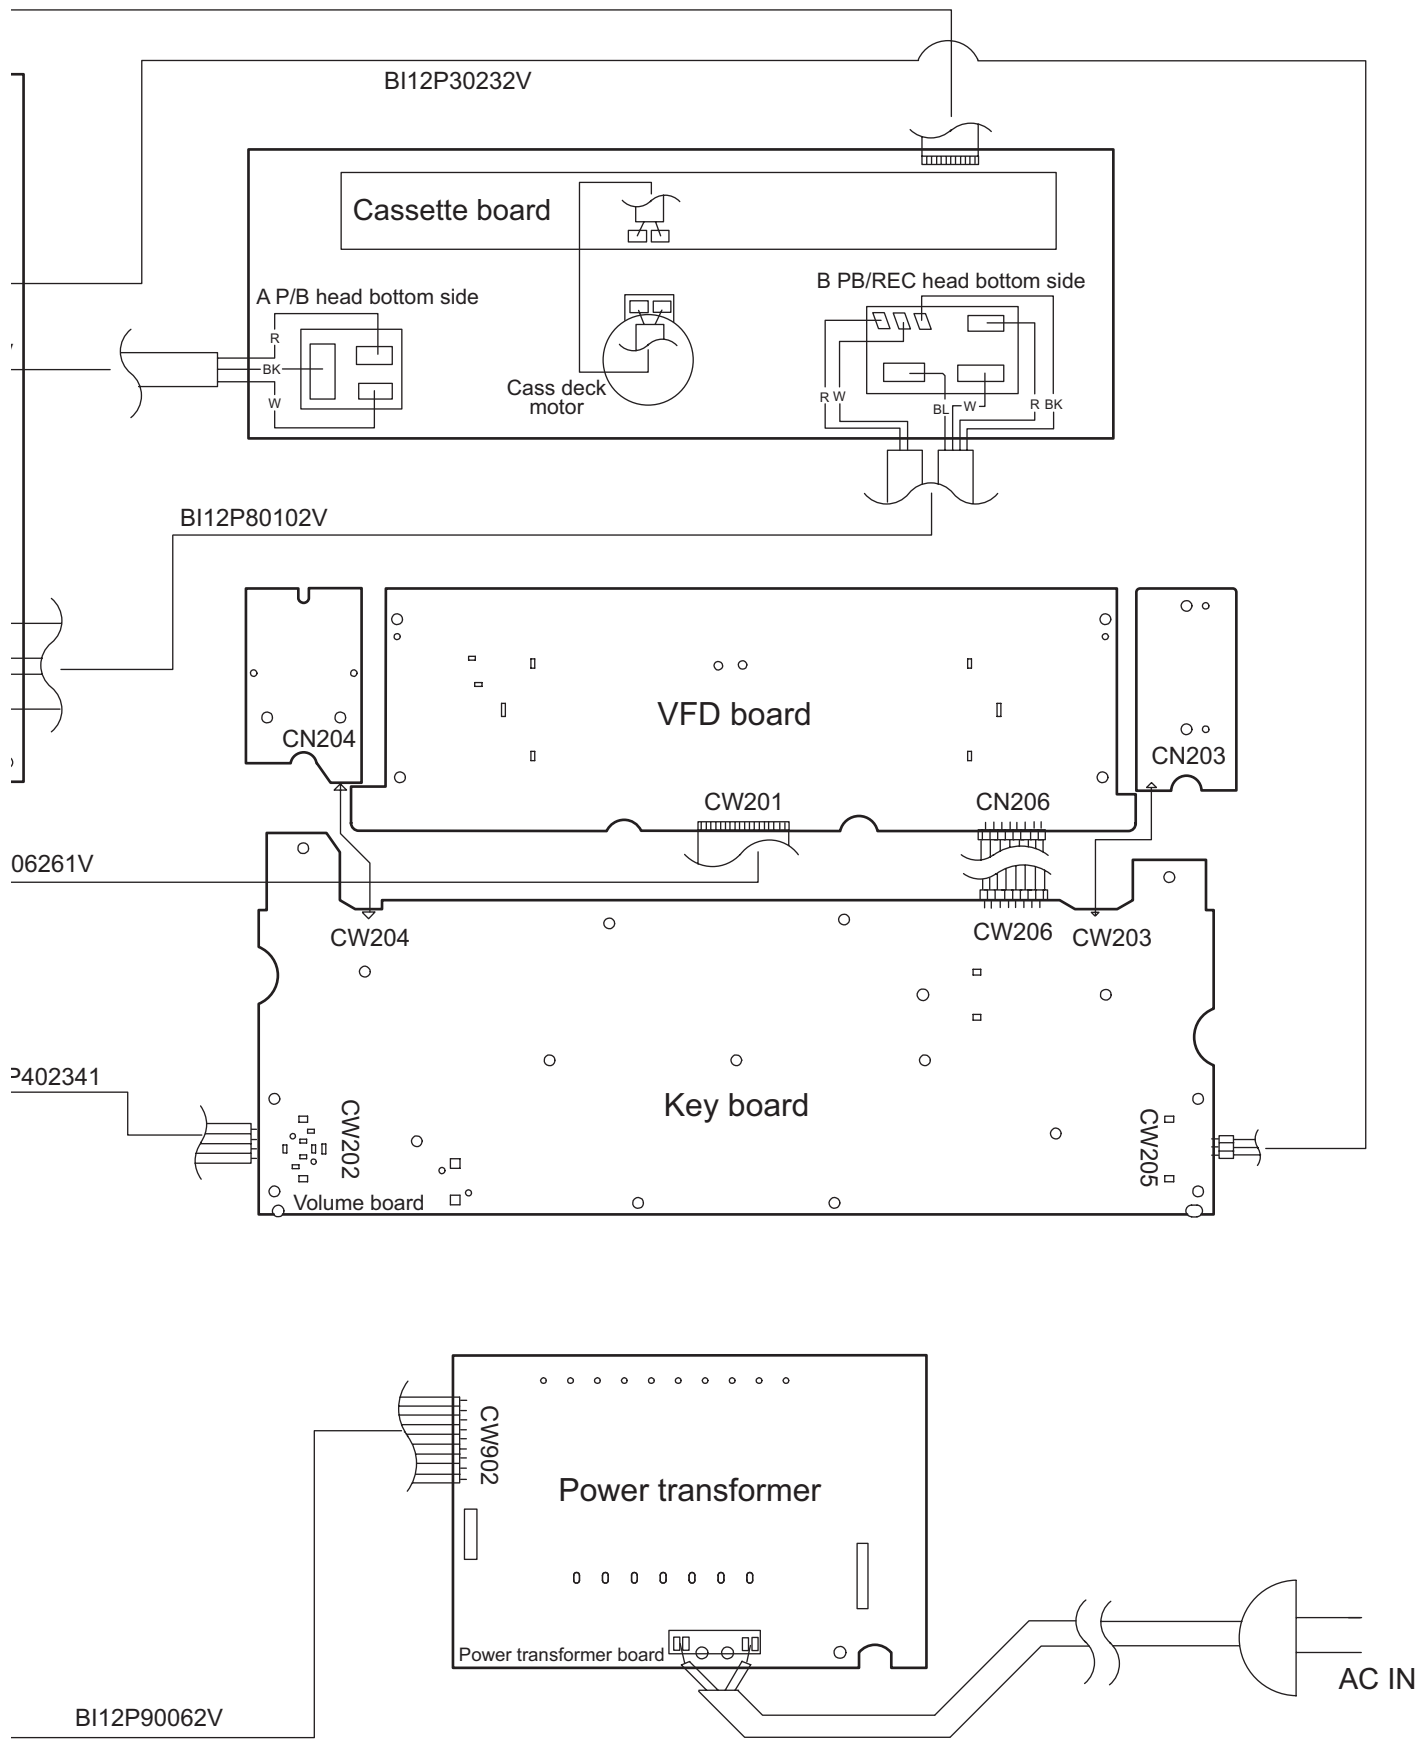 BI12P30232V
Cassette board
B PB/REC head bottom side
A P/B head bottom side
R
BK
W
Cass deck
motor
R W
BL
W
R BK
BI12P80102V
VFD board
CN204
CN203
CW201
CN206
06261V
CW204
CW206
CW203
P402341
Key board
CW202
CW205
Volume board
CW902
Power transformer
Power transformer board
AC IN
BI12P90062V